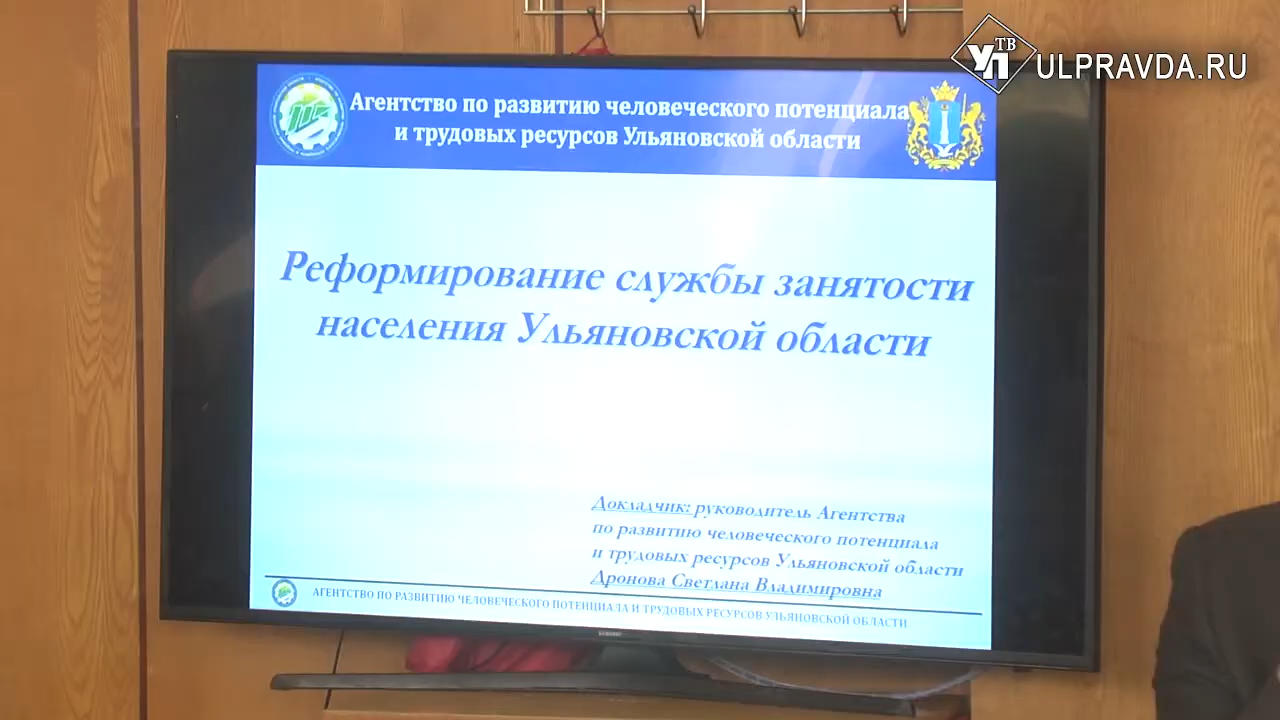 УП ТВ ULPRAVDA.RU
Агентство по развитию человеческого потенциала
и трудовых ресурсов Ульяновской области
Реформирование службы занятости
населения Ульяновской области
Докладчик: руководитель Агентства
по развитию человеческого потенциала
и трудовых ресурсов Ульяновской области
Дронова Светлана Владимировна
АГЕНТСТВО ПО РАЗВИТИЮ ЧЕЛОВЕЧЕСКОГО ПОТЕНЦИАЛА И ТРУДОВЫХ РЕСУРСОВ УЛЬЯНОВСКОЙ ОБЛАСТИ
SAMSUNG